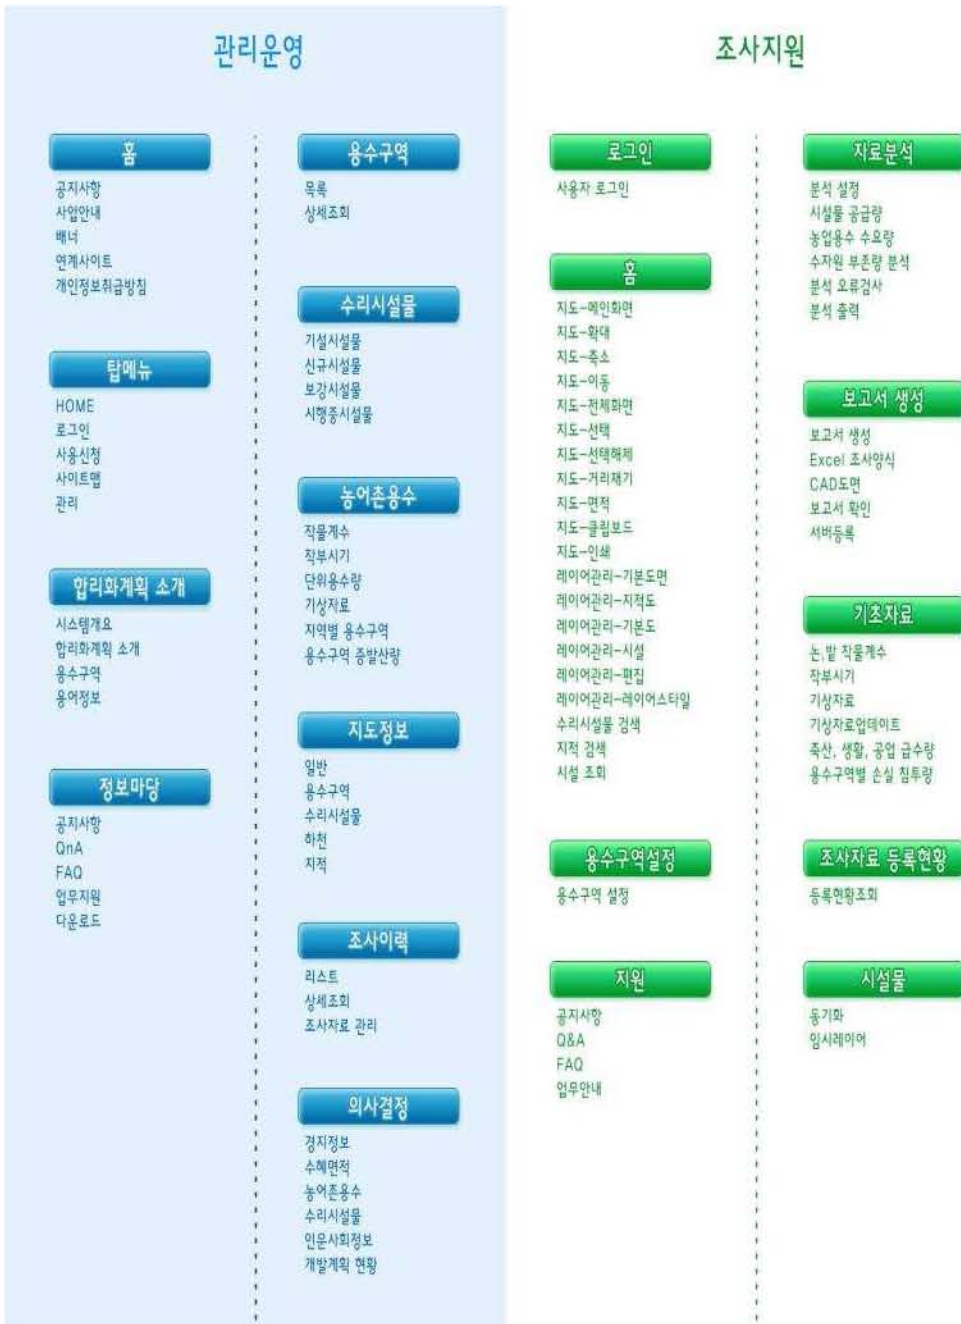 관리운영
홈
공지사항
사업안내
배너
연계사이트
개인정보취급방침
탑메뉴
HOME
로그인
사용신청
사이트맵
관리
합리화계획 소개
시스템개요
합리화계획 소개
용수구역
용어정보
정보마당
공지사항
QnA
FAQ
업무지원
다운로드
용수구역
목록
상세조회
수리시설물
기설시설물
신규시설물
보강시설물
시행중시설물
농어촌용수
작물계수
작부시기
단위용수량
기상자료
지역별 용수구역
용수구역 증발산량
지도정보
일반
용수구역
수리시설물
하천
지적
조사이력
리스트
상세조회
조사자료 관리
의사결정
경지정보
수혜면적
농어촌용수
수리시설물
인문사회정보
개발계획 현황
조사지원
로그인
사용자 로그인
홈
지도-메인화면
지도-확대
지도-축소
지도-이동
지도-전체화면
지도-선택
지도-선택해제
지도-거리재기
지도-면적
지도-클립보드
지도-인쇄
레이어관리-기본도면
레이어관리-지적도
레이어관리-기본도
레이어관리-시설
레이어관리-편집
레이어관리-레이어스타일
수리시설물 검색
지적 검색
시설 조회
용수구역설정
용수구역 설정
지원
공지사항
Q&A
FAQ
업무안내
자료분석
분석 설정
시설물 공급량
농업용수 수요량
수자원 부존량 분석
분석 오류검사
분석 출력
보고서 생성
보고서 생성
Excel 조사양식
CAD도면
보고서 확인
서버등록
기초자료
논,밭 작물계수
작부시기
기상자료
기상자료업데이트
축산, 생활, 공업 급수량
용수구역별 손실 침투량
조사자료 등록현황
등록현황조회
시설물
동기화
임시레이어